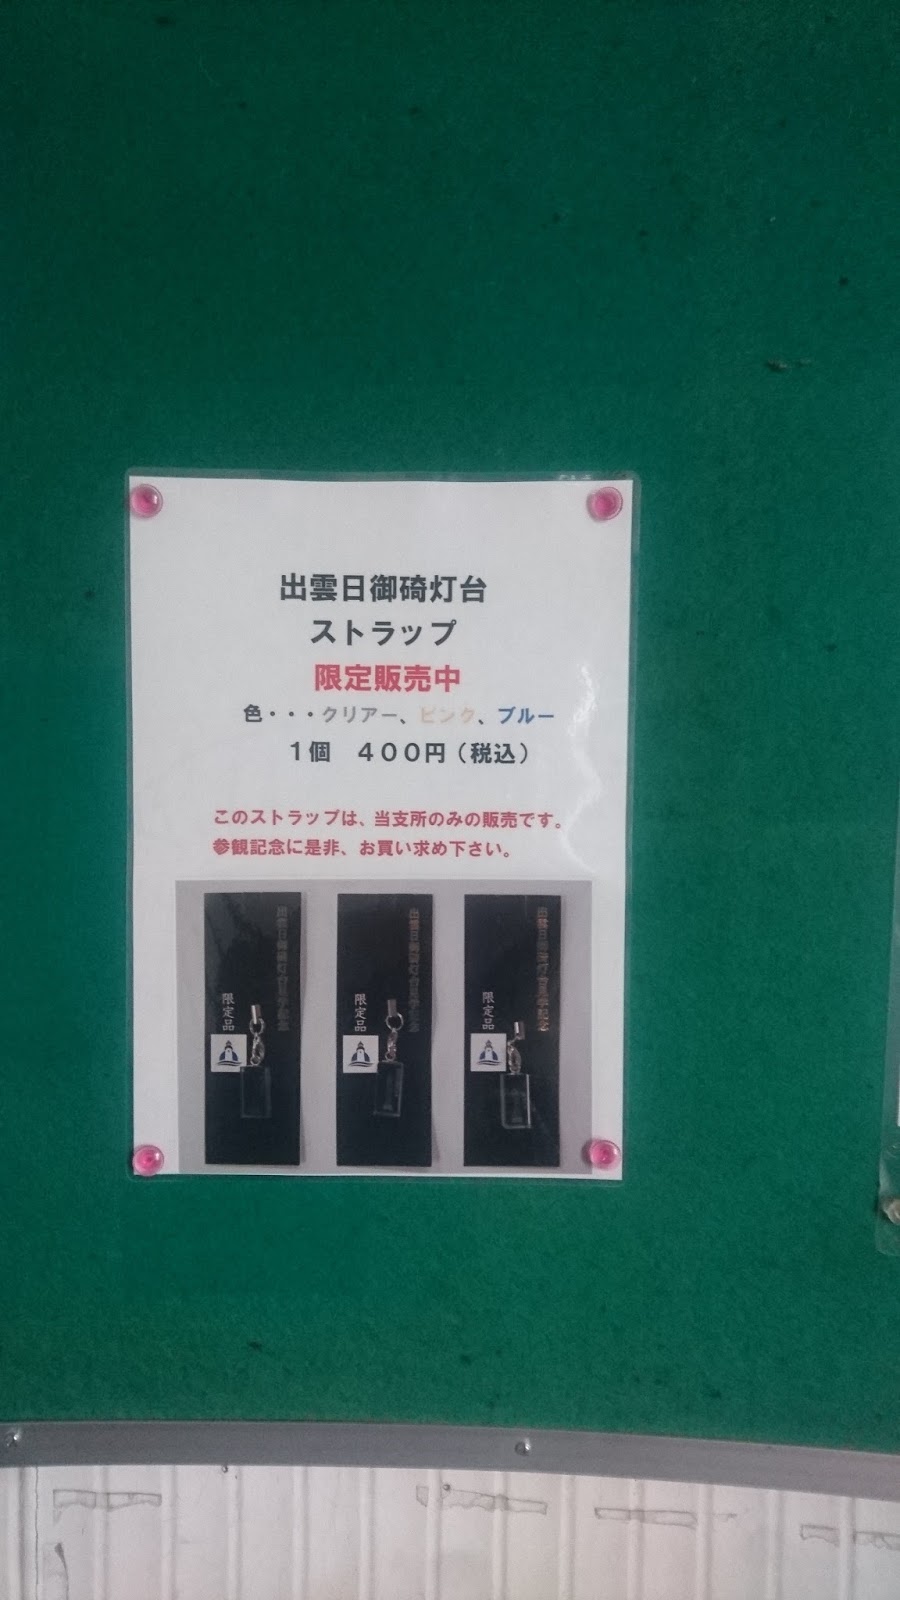 出雲日御碕灯台
ストラップ
限定販売中
色・・・クリアー、ピンク、ブルー
１個　４００円（税込）
このストラップは、当支所のみの販売です。
参観記念に是非、お買い求め下さい。
限定品
限定品
限定品